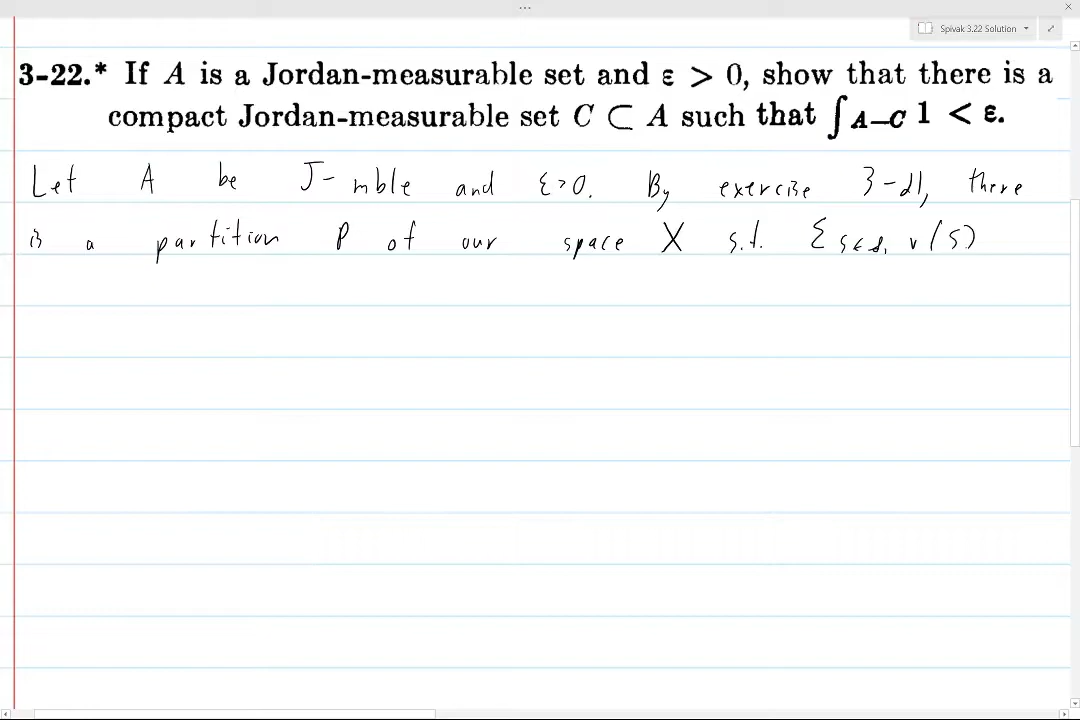 Spivak 3.22 Solution
3-22.* If A is a Jordan-measurable set and ε > 0, show that there is a
compact Jordan-measurable set C ⊂ A such that ∫A–C 1 < ε.
Let A be J-mble and ε>0. By exercise 3-21, there
is a partition P of our space X s.t. Σ S∈𝒮₁ v(S)